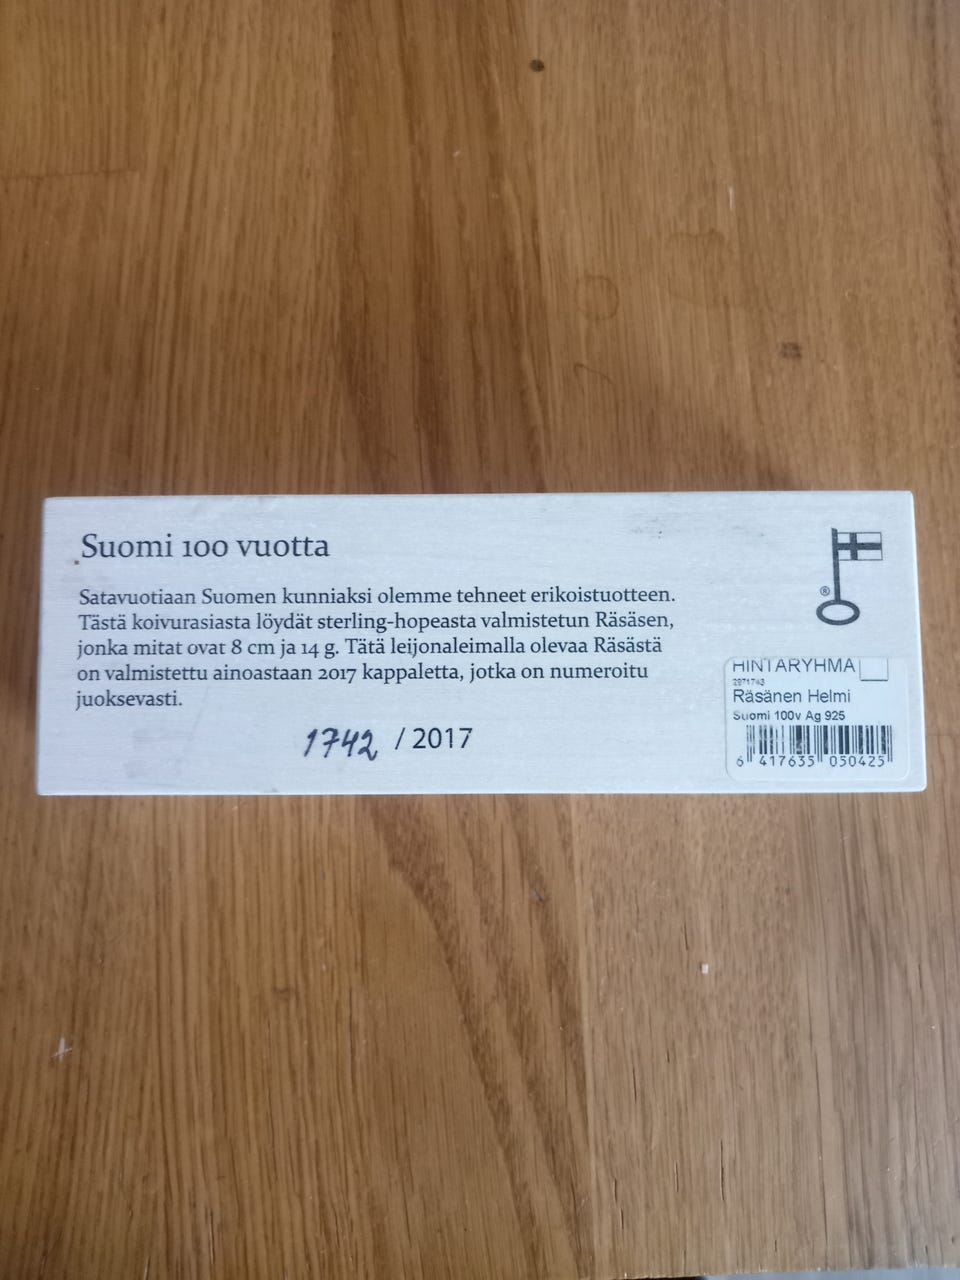 Suomi 100 vuotta
Satavuotiaan Suomen kunniaksi olemme tehneet erikoistuotteen.
Tästä koivurasiasta löydät sterling-hopeasta valmistetun Räsäsen,
jonka mitat ovat 8 cm ja 14 g. Tätä leijonaleimalla olevaa Räsästä
on valmistettu ainoastaan 2017 kappaletta, jotka on numeroitu
juoksevasti.
1742 / 2017
®
HINTARYHMA
2971743
Räsänen Helmi
Suomi 100v Ag 925
6 417635 050425